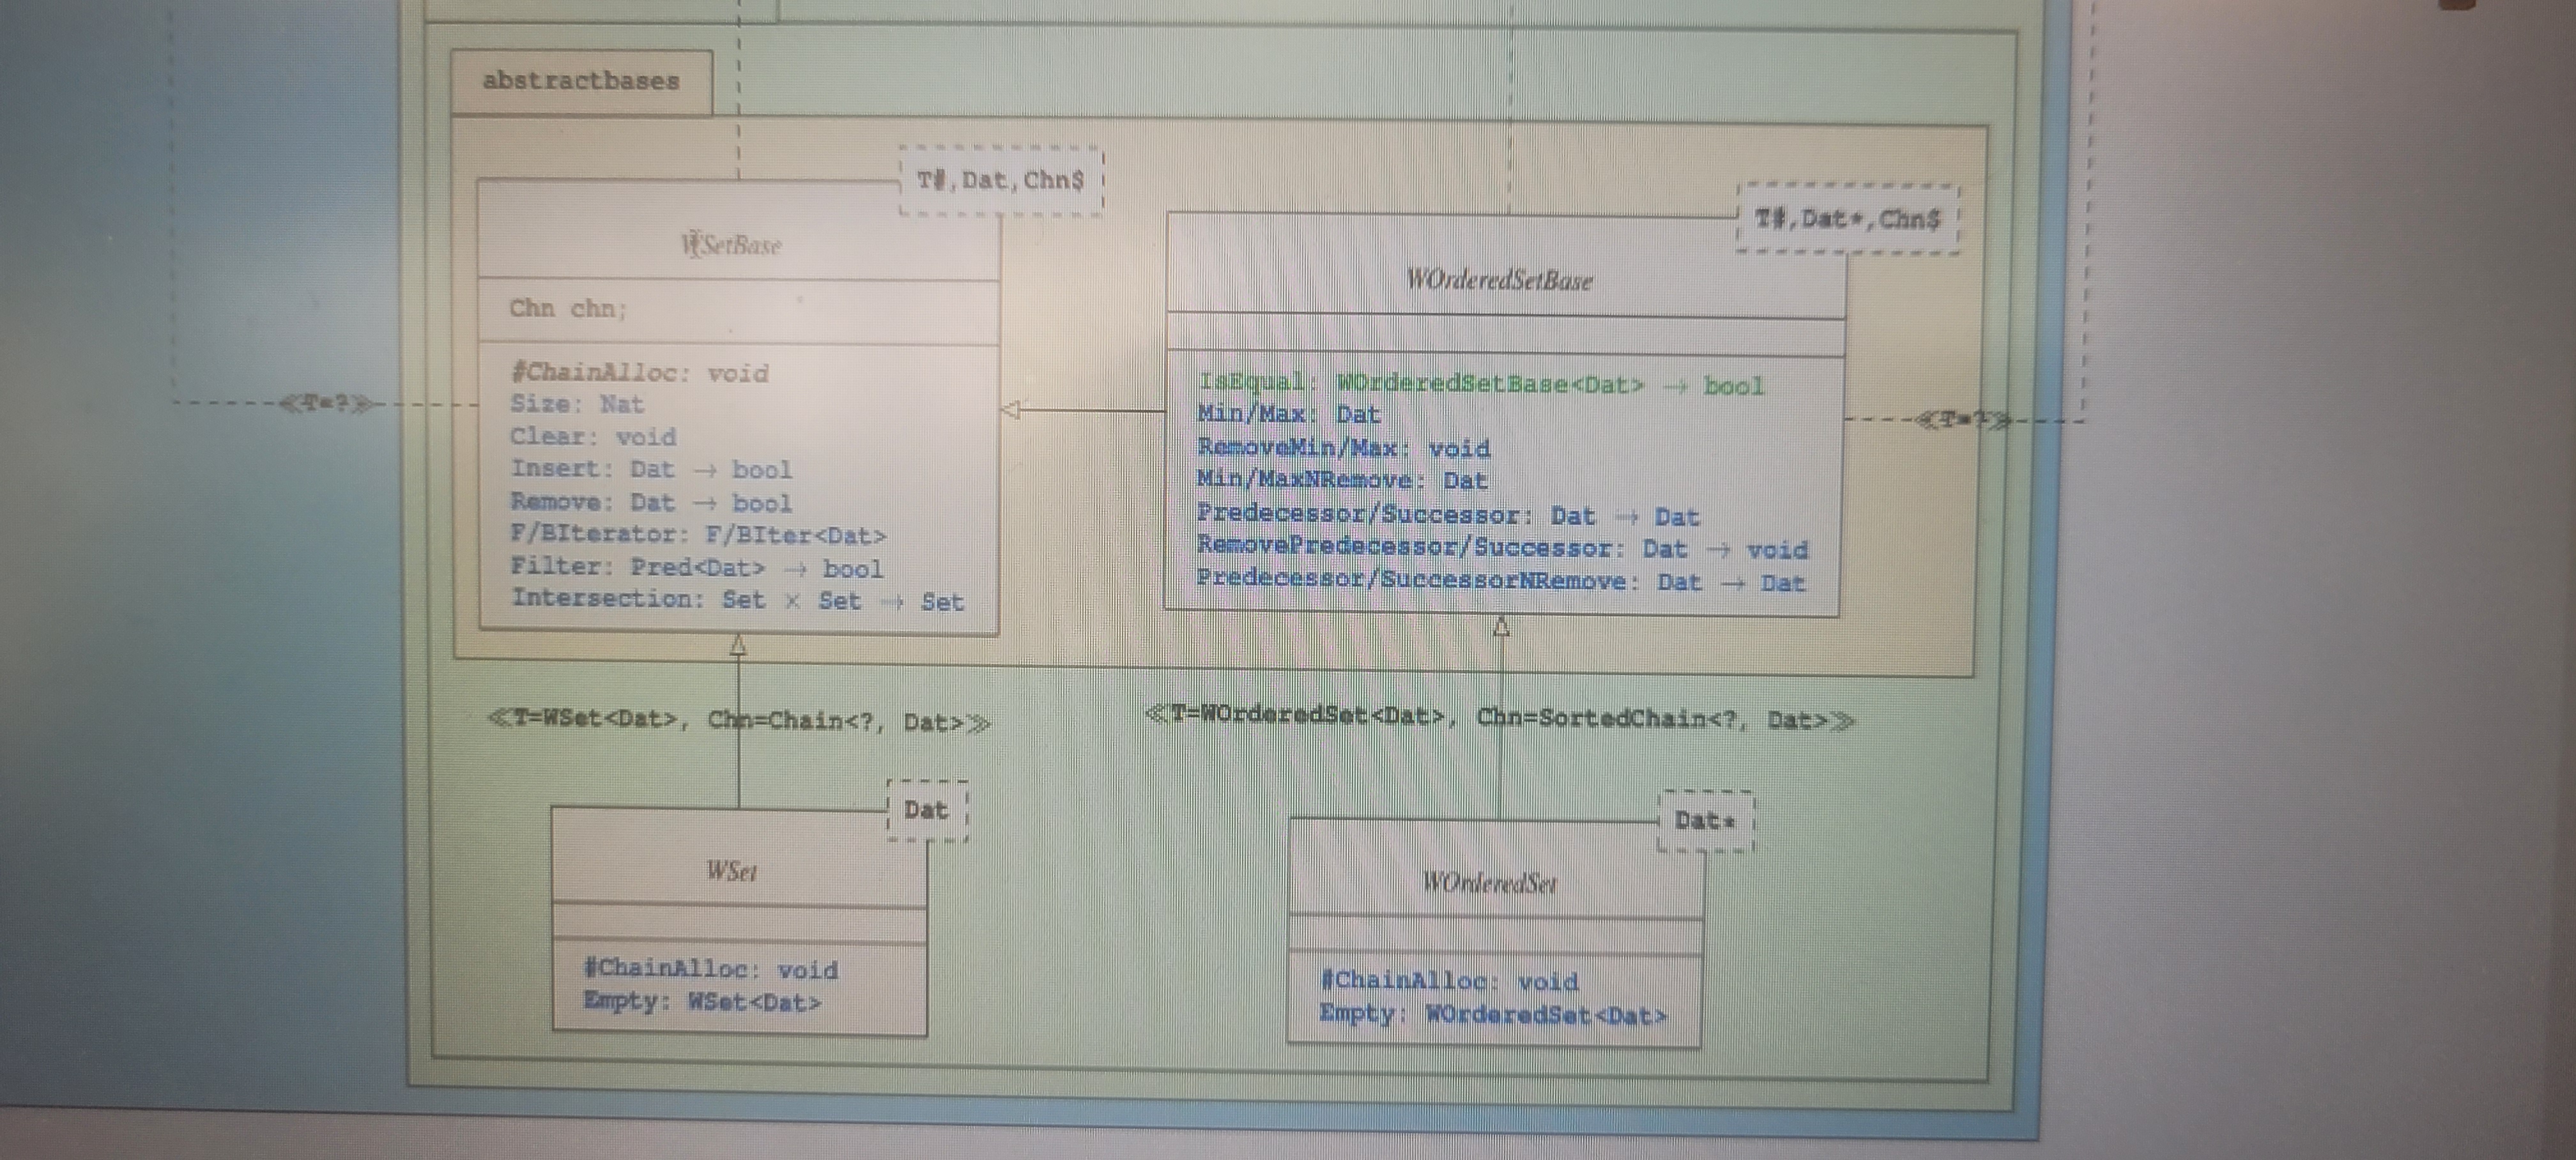 abstractbases
T#,Dat,Chn$
WSetBase
Chn chn;
#ChainAlloc: void
Size: Nat
Clear: void
Insert: Dat → bool
Remove: Dat → bool
F/BIterator: F/BIter<Dat>
Filter: Pred<Dat> → bool
Intersection: Set × Set → Set
T#,Dat*,Chn$
WOrderedSetBase
IsEqual: WOrderedSetBase<Dat> → bool
Min/Max: Dat
RemoveMin/Max: void
Min/MaxNRemove: Dat
Predecessor/Successor: Dat → Dat
RemovePredecessor/Successor: Dat → void
Predecessor/SuccessorNRemove: Dat → Dat
≪T=?≫
≪T=?≫
≪T=WSet<Dat>, Chn=Chain<?, Dat>≫
≪T=WOrderedSet<Dat>, Chn=SortedChain<?, Dat>≫
Dat
WSet
#ChainAlloc: void
Empty: WSet<Dat>
Dat*
WOrderedSet
#ChainAlloc: void
Empty: WOrderedSet<Dat>